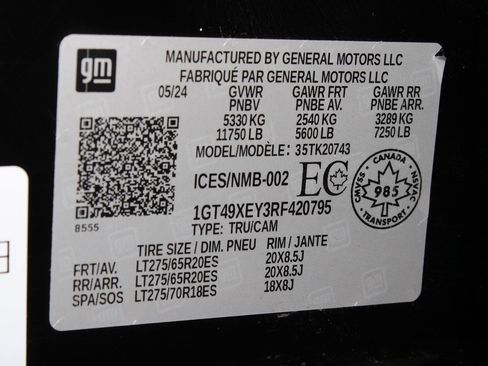 gm
MANUFACTURED BY GENERAL MOTORS LLC
FABRIQUÉ PAR GENERAL MOTORS LLC
05/24 GVWR GAWR FRT GAWR RR
PNBV PNBE AV. PNBE ARR.
5330 KG 2540 KG 3289 KG
11750 LB 5600 LB 7250 LB
MODEL/MODÈLE: 35TK20743
ICES/NMB-002 EC
CANADA
CMVSS 985 NSVAC
TRANSPORT
8555
1GT49XEY3RF420795
TYPE: TRU/CAM
TIRE SIZE / DIM. PNEU RIM / JANTE
FRT/AV. LT275/65R20ES 20X8.5J
RR/ARR. LT275/65R20ES 20X8.5J
SPA/SOS LT275/70R18ES 18X8J